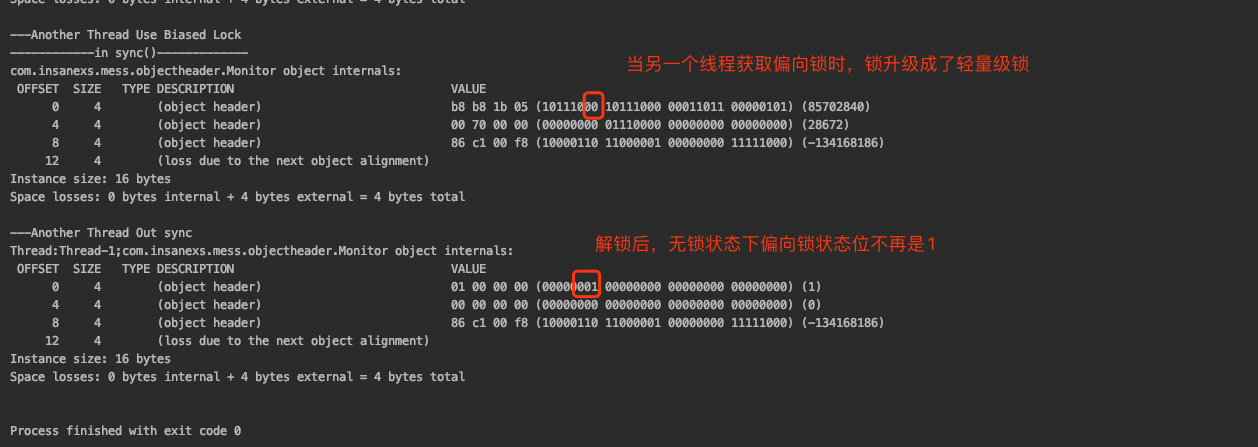 Space losses: 0 bytes internal + 4 bytes external = 4 bytes total
———Another Thread Use Biased Lock
————————————in sync()—————————————
当另一个线程获取偏向锁时，锁升级成了轻量级锁
com.insanexs.mess.objectheader.Monitor object internals:
OFFSET SIZE TYPE DESCRIPTION VALUE
0 4 (object header) b8 b8 1b 05 (10111000 10111000 00011011 00000101) (85702840)
4 4 (object header) 00 70 00 00 (00000000 01110000 00000000 00000000) (28672)
8 4 (object header) 86 c1 00 f8 (10000110 11000001 00000000 11111000) (-134168186)
12 4 (loss due to the next object alignment)
Instance size: 16 bytes
Space losses: 0 bytes internal + 4 bytes external = 4 bytes total
———Another Thread Out sync
解锁后，无锁状态下偏向锁状态位不再是1
Thread:Thread-1;com.insanexs.mess.objectheader.Monitor object internals:
OFFSET SIZE TYPE DESCRIPTION VALUE
0 4 (object header) 01 00 00 00 (00000001 00000000 00000000 00000000) (1)
4 4 (object header) 00 00 00 00 (00000000 00000000 00000000 00000000) (0)
8 4 (object header) 86 c1 00 f8 (10000110 11000001 00000000 11111000) (-134168186)
12 4 (loss due to the next object alignment)
Instance size: 16 bytes
Space losses: 0 bytes internal + 4 bytes external = 4 bytes total
Process finished with exit code 0